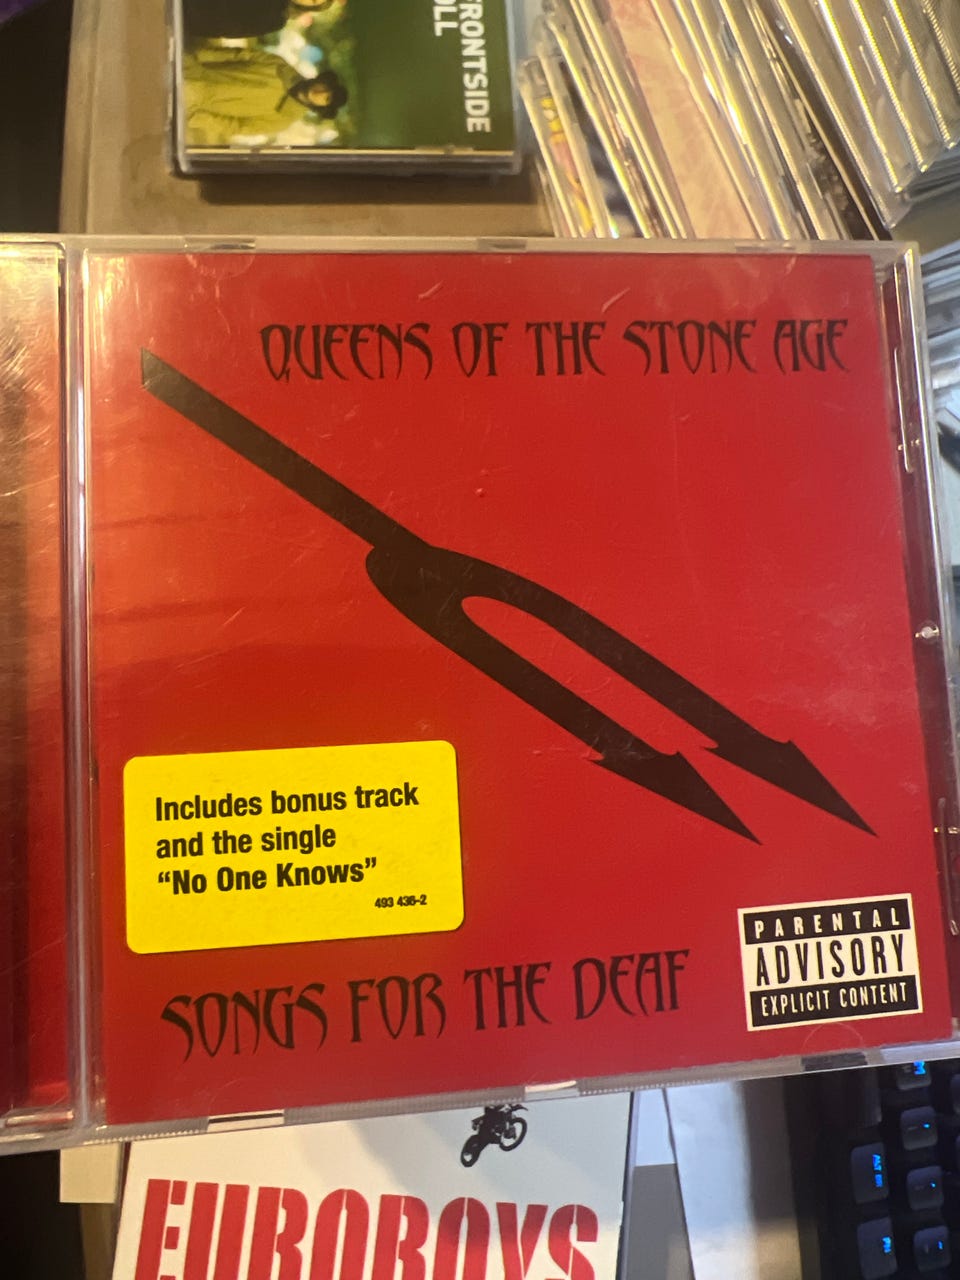 FRONTSIDE
QUEENS OF THE STONE AGE
Includes bonus track
and the single
“No One Knows”
493 436-2
SONGS FOR THE DEAF
PARENTAL
ADVISORY
EXPLICIT CONTENT
EUROBOYS